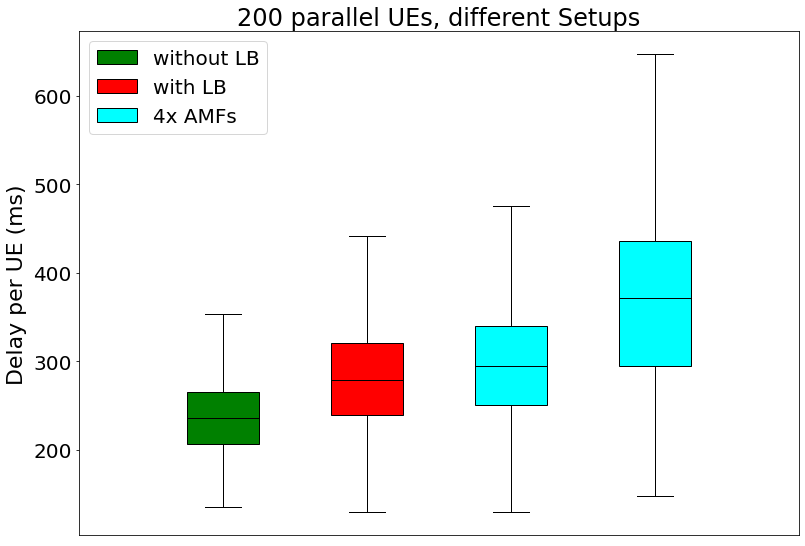 200 parallel UEs, different Setups
without LB
with LB
4x AMFs
600
500
400
300
200
Delay per UE (ms)